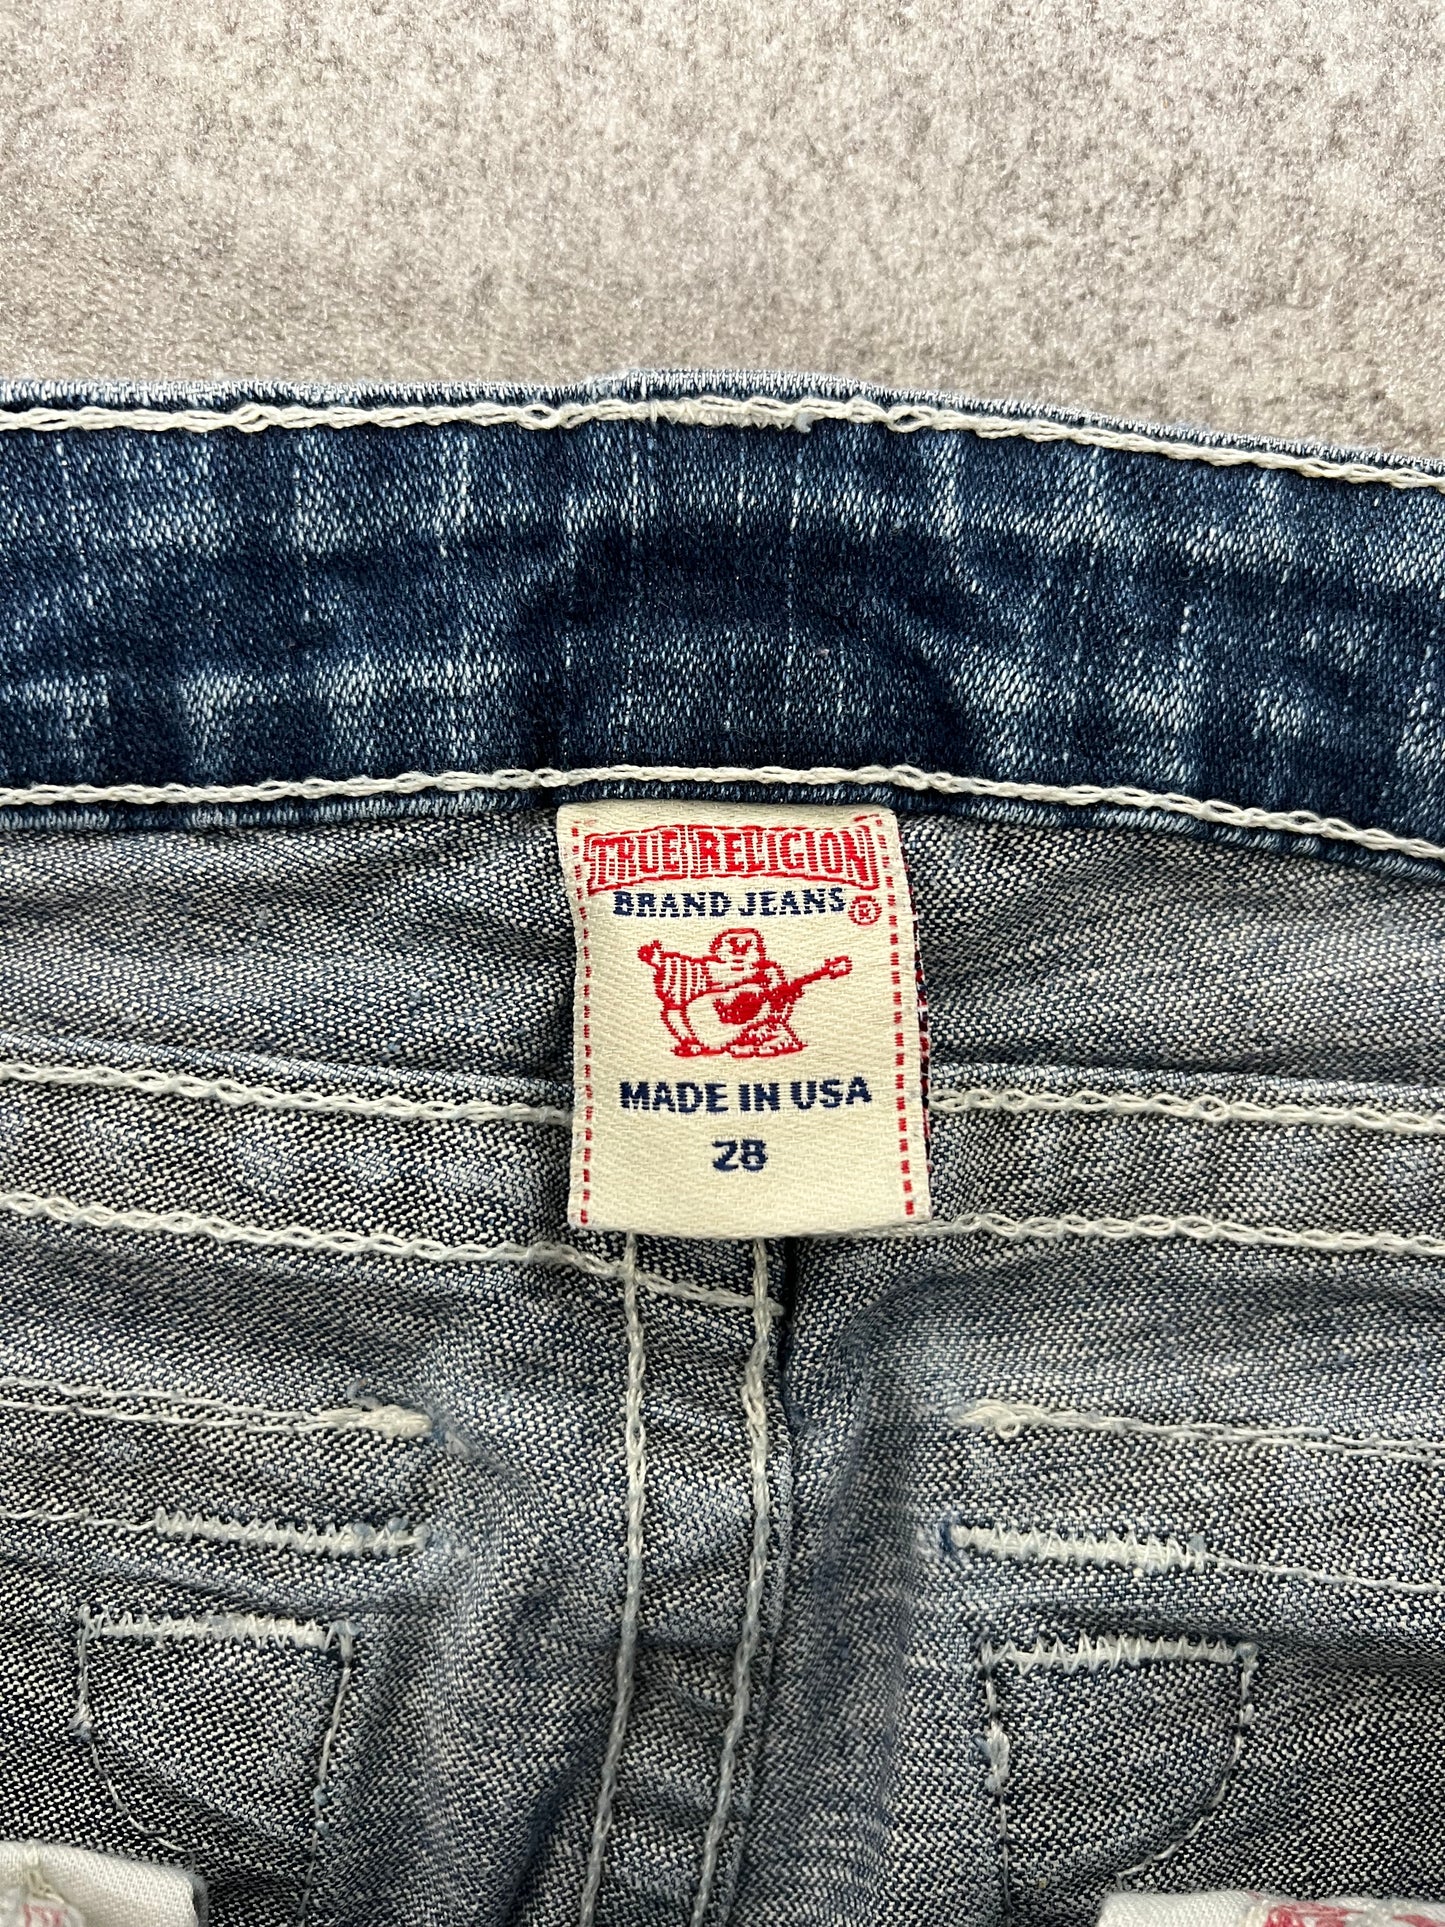 TRUE RELIGION
BRAND JEANS ®
MADE IN USA
28